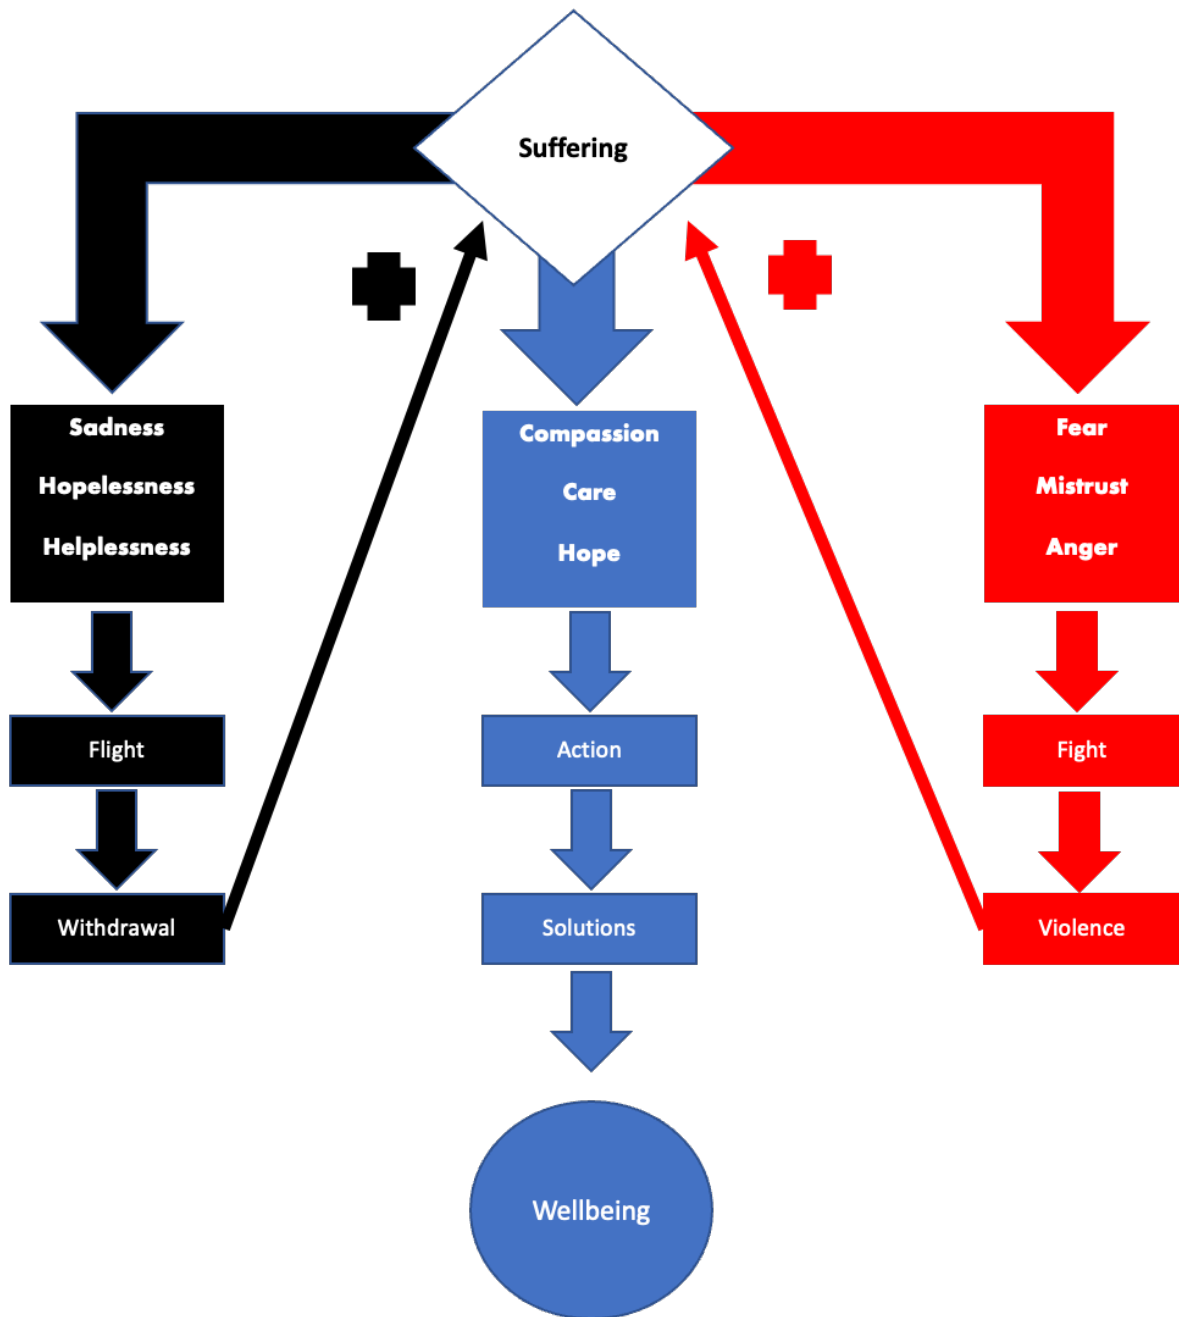 Suffering
Sadness
Hopelessness
Helplessness
Flight
Withdrawal
Compassion
Care
Hope
Action
Solutions
Wellbeing
Fear
Mistrust
Anger
Fight
Violence